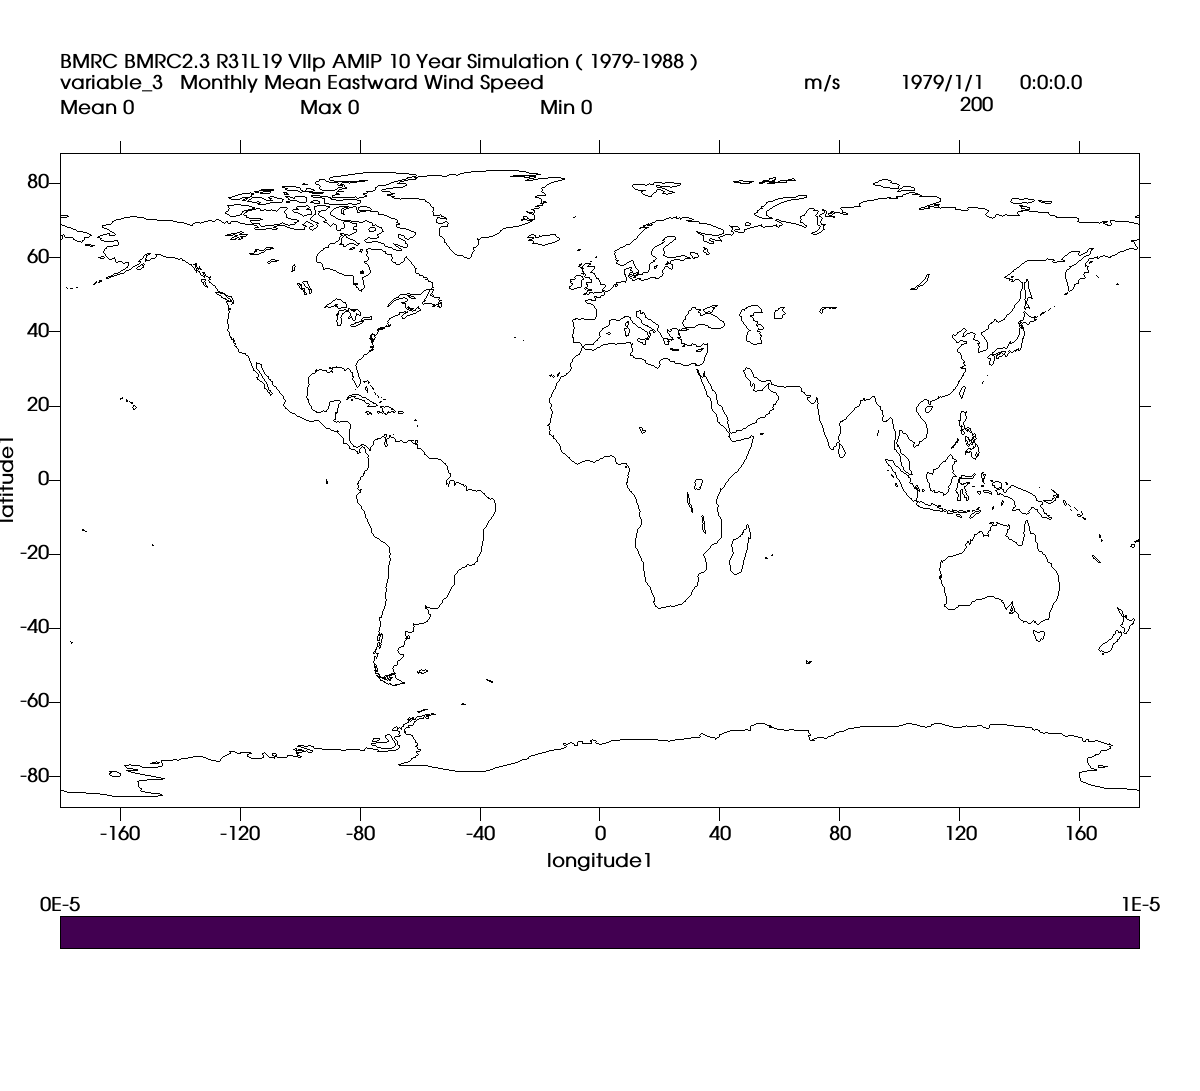 BMRC BMRC2.3 R31L19 VIIp AMIP 10 Year Simulation ( 1979-1988 )
variable_3 Monthly Mean Eastward Wind Speed m/s 1979/1/1 0:0:0.0
Mean 0 Max 0 Min 0 200
80
60
40
20
0
-20
-40
-60
-80
latitude1
-160 -120 -80 -40 0 40 80 120 160
longitude1
0E-5 1E-5